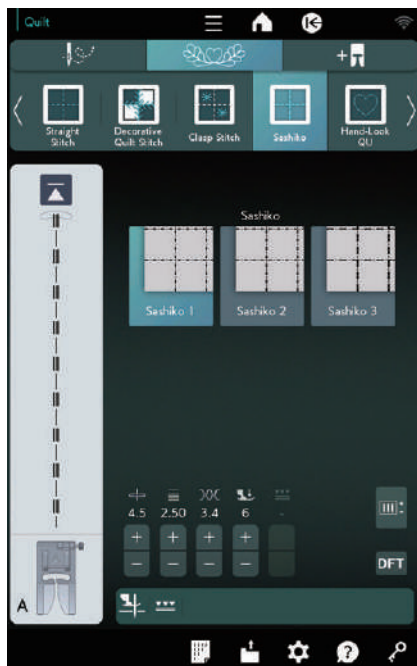 Quilt
Straight
Stitch
Decorative
Quilt Stitch
Clasp Stitch
Sashiko
Hand-Look
QU
Sashiko
Sashiko 1
Sashiko 2
Sashiko 3
4.5 2.50 3.4 6 -
+ + + +
- - - -
DFT
A